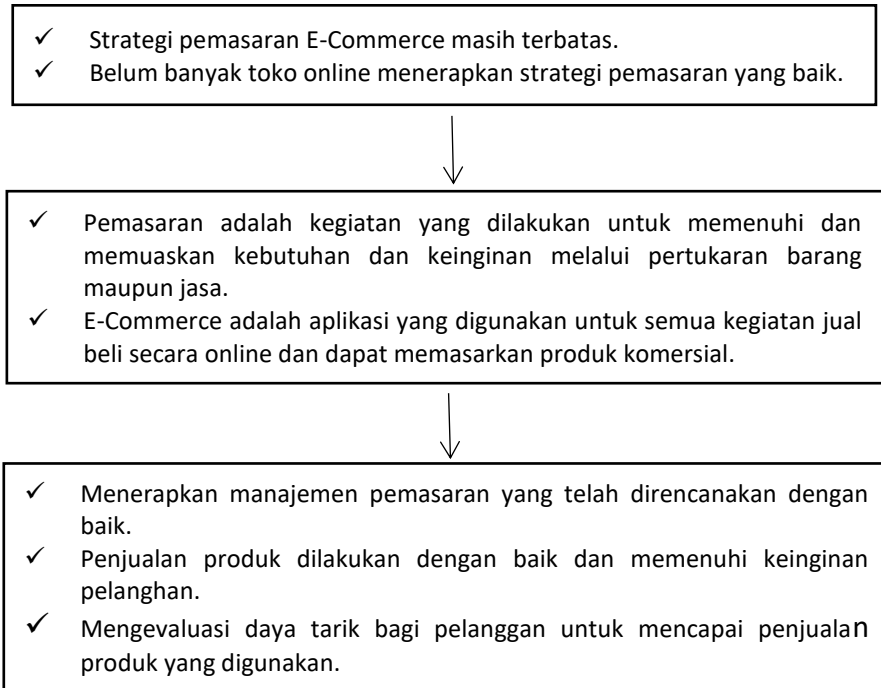 ✓ Strategi pemasaran E-Commerce masih terbatas.
✓ Belum banyak toko online menerapkan strategi pemasaran yang baik.
✓ Pemasaran adalah kegiatan yang dilakukan untuk memenuhi dan
memuaskan kebutuhan dan keinginan melalui pertukaran barang
maupun jasa.
✓ E-Commerce adalah aplikasi yang digunakan untuk semua kegiatan jual
beli secara online dan dapat memasarkan produk komersial.
✓ Menerapkan manajemen pemasaran yang telah direncanakan dengan
baik.
✓ Penjualan produk dilakukan dengan baik dan memenuhi keinginan
pelanghan.
✓ Mengevaluasi daya tarik bagi pelanggan untuk mencapai penjualan
produk yang digunakan.